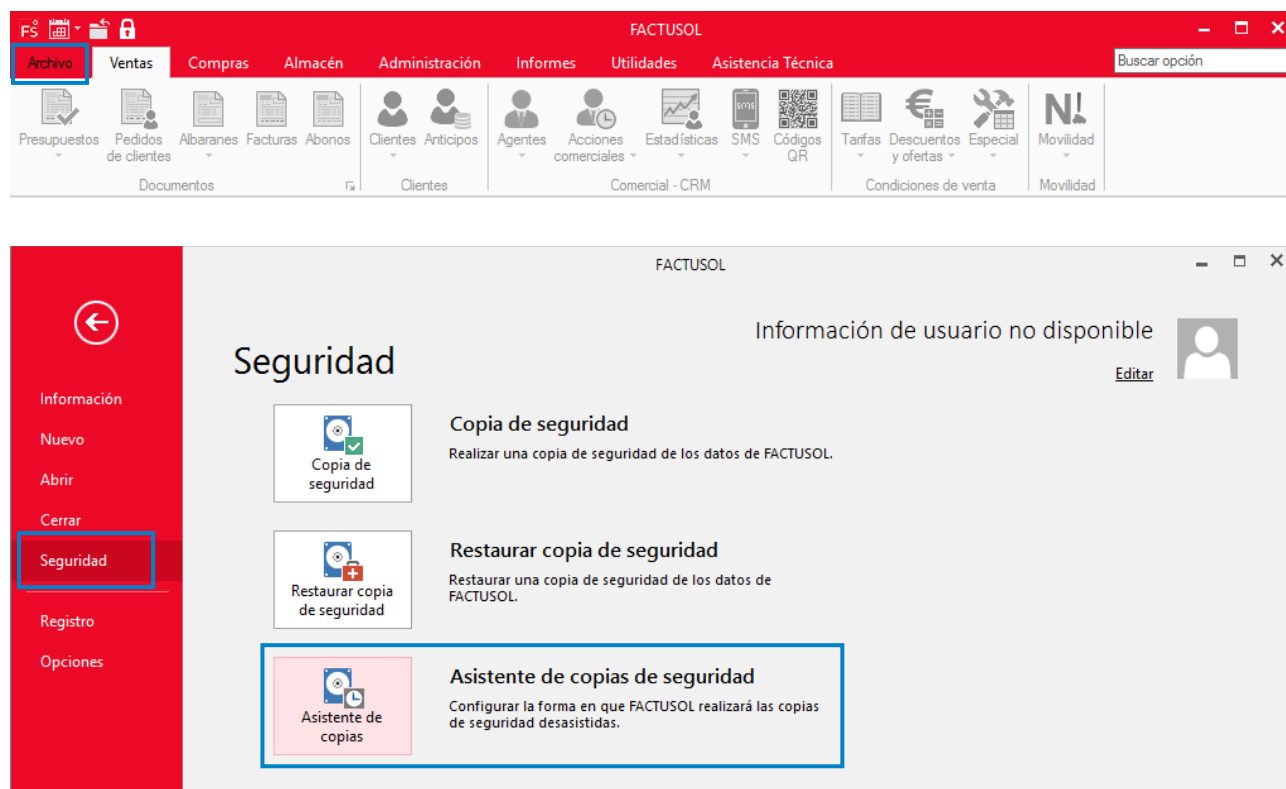 FS FACTUSOL
Archivo Ventas Compras Almacén Administración Informes Utilidades Asistencia Técnica Buscar opción
Presupuestos Pedidos de clientes Albaranes Facturas Abonos Clientes Anticipos Agentes Acciones comerciales Estadísticas SMS Códigos QR Tarifas Descuentos y ofertas Especial Movilidad
Documentos Clientes Comercial - CRM Condiciones de venta Movilidad
FACTUSOL
Información de usuario no disponible
Editar
Seguridad
Información
Nuevo
Abrir
Cerrar
Seguridad
Registro
Opciones
Copia de
seguridad
Copia de seguridad
Realizar una copia de seguridad de los datos de FACTUSOL.
Restaurar copia
de seguridad
Restaurar copia de seguridad
Restaurar una copia de seguridad de los datos de
FACTUSOL.
Asistente de
copias
Asistente de copias de seguridad
Configurar la forma en que FACTUSOL realizará las copias
de seguridad desasistidas.